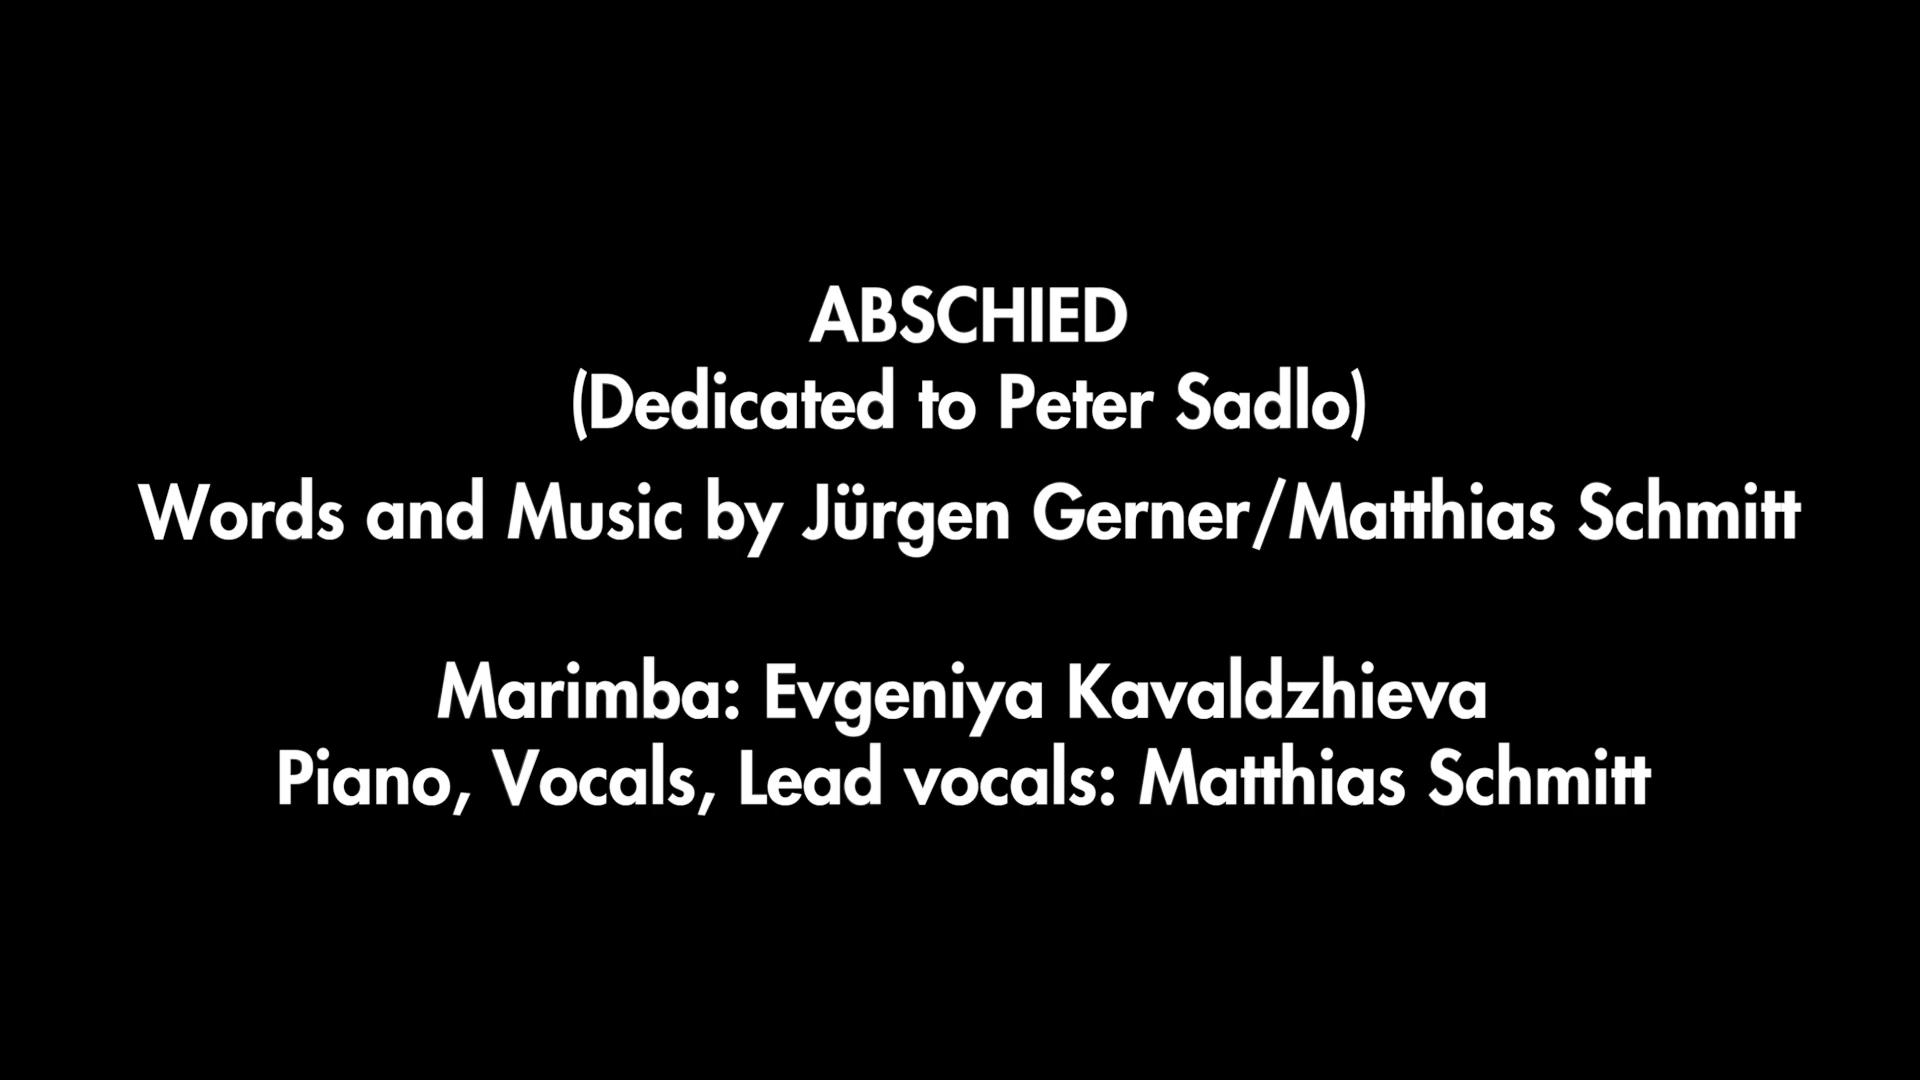 ABSCHIED
(Dedicated to Peter Sadlo)
Words and Music by Jürgen Gerner/Matthias Schmitt
Marimba: Evgeniya Kavaldzhieva
Piano, Vocals, Lead vocals: Matthias Schmitt